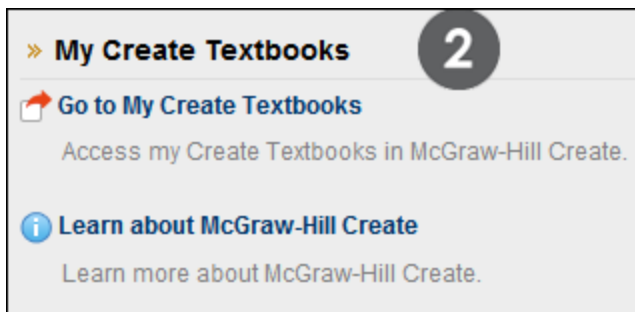 » My Create Textbooks 2
Go to My Create Textbooks
Access my Create Textbooks in McGraw-Hill Create.
Learn about McGraw-Hill Create
Learn more about McGraw-Hill Create.